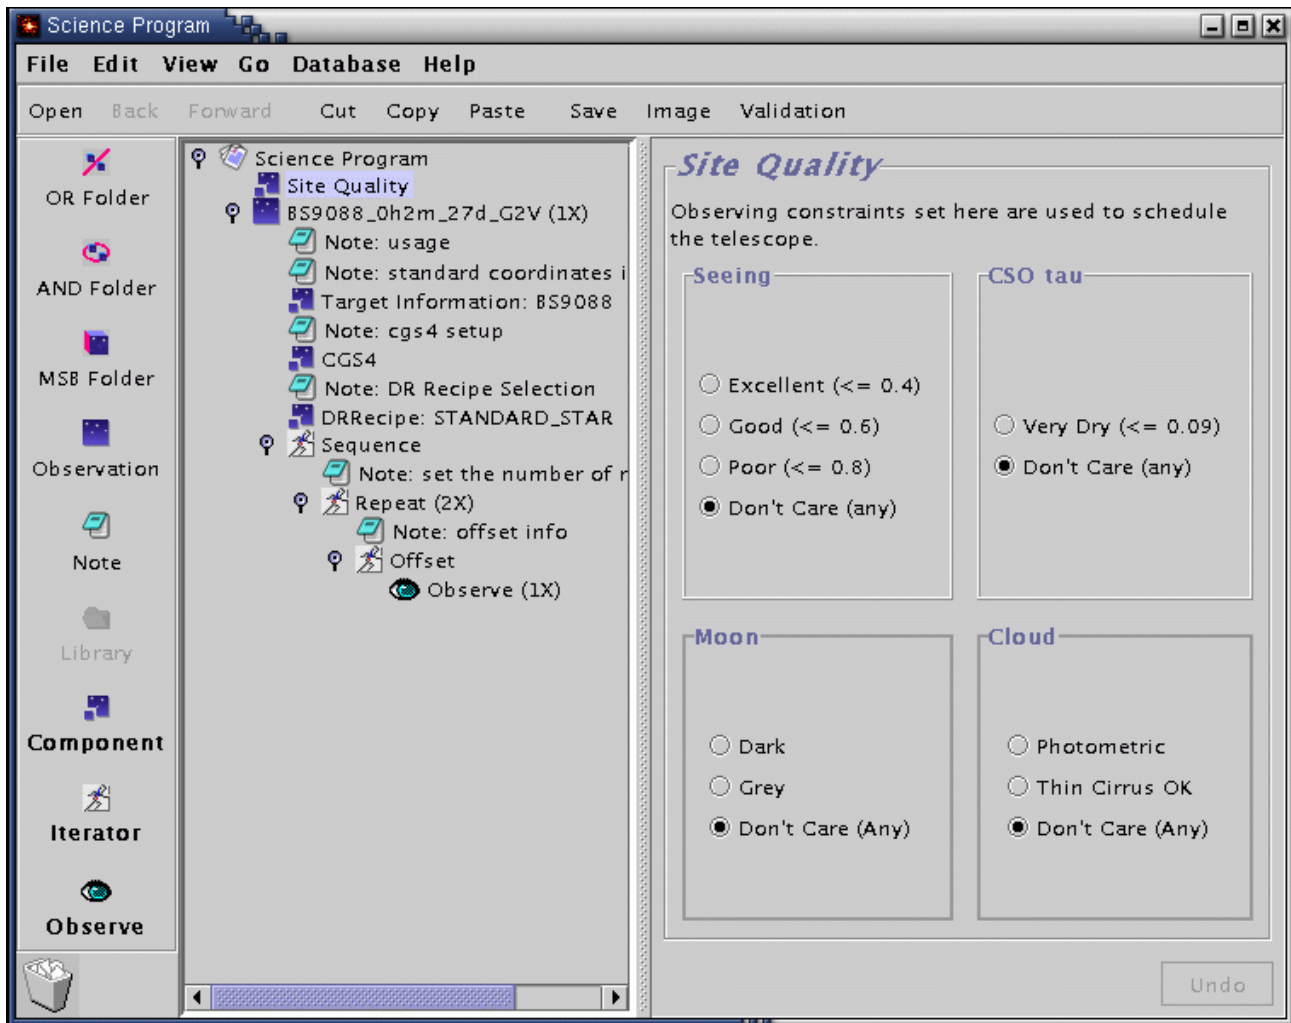 Science Program
File Edit View Go Database Help
Open Back Forward Cut Copy Paste Save Image Validation
OR Folder
AND Folder
MSB Folder
Observation
Note
Library
Component
Iterator
Observe
Science Program
Site Quality
BS9088_0h2m_27d_G2V (1X)
Note: usage
Note: standard coordinates i
Target Information: BS9088
Note: cgs4 setup
CGS4
Note: DR Recipe Selection
DRRecipe: STANDARD_STAR
Sequence
Note: set the number of r
Repeat (2X)
Note: offset info
Offset
Observe (1X)
Site Quality
Observing constraints set here are used to schedule
the telescope.
Seeing
Excellent (<= 0.4)
Good (<= 0.6)
Poor (<= 0.8)
Don't Care (any)
CSO tau
Very Dry (<= 0.09)
Don't Care (any)
Moon
Dark
Grey
Don't Care (Any)
Cloud
Photometric
Thin Cirrus OK
Don't Care (Any)
Undo